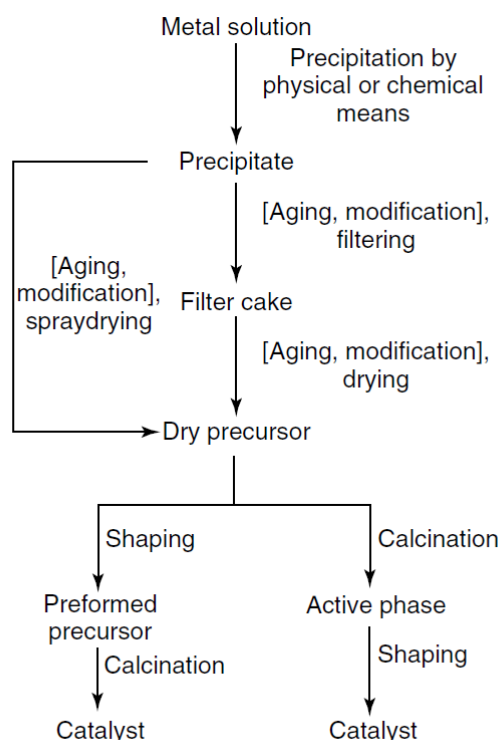 Metal solution
Precipitation by
physical or chemical
means
Precipitate
[Aging, modification],
filtering
[Aging,
modification],
spraydrying
Filter cake
[Aging, modification],
drying
Dry precursor
Shaping
Calcination
Preformed
precursor
Active phase
Calcination
Shaping
Catalyst
Catalyst